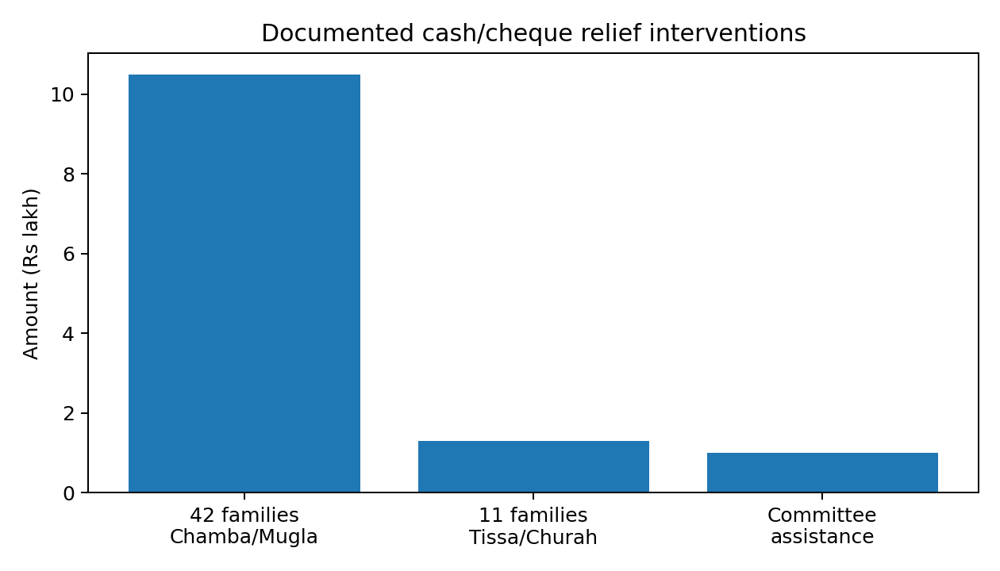 Documented cash/cheque relief interventions
Amount (Rs lakh)
10
8
6
4
2
0
42 families
Chamba/Mugla
11 families
Tissa/Churah
Committee
assistance